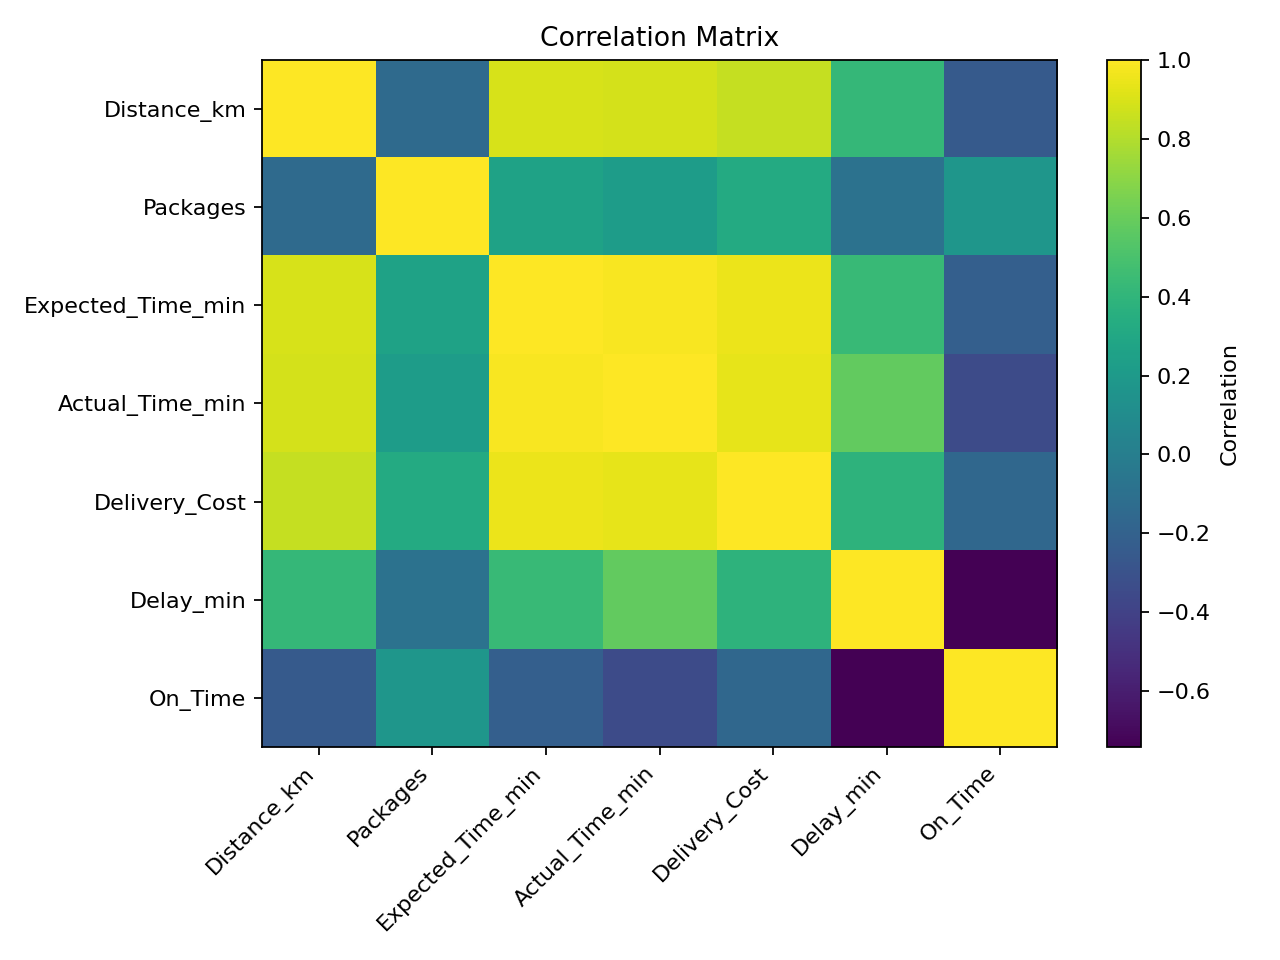 Correlation Matrix
Distance_km
Packages
Expected_Time_min
Actual_Time_min
Delivery_Cost
Delay_min
On_Time
Distance_km
Packages
Expected_Time_min
Actual_Time_min
Delivery_Cost
Delay_min
On_Time
1.0
0.8
0.6
0.4
0.2
0.0
−0.2
−0.4
−0.6
Correlation